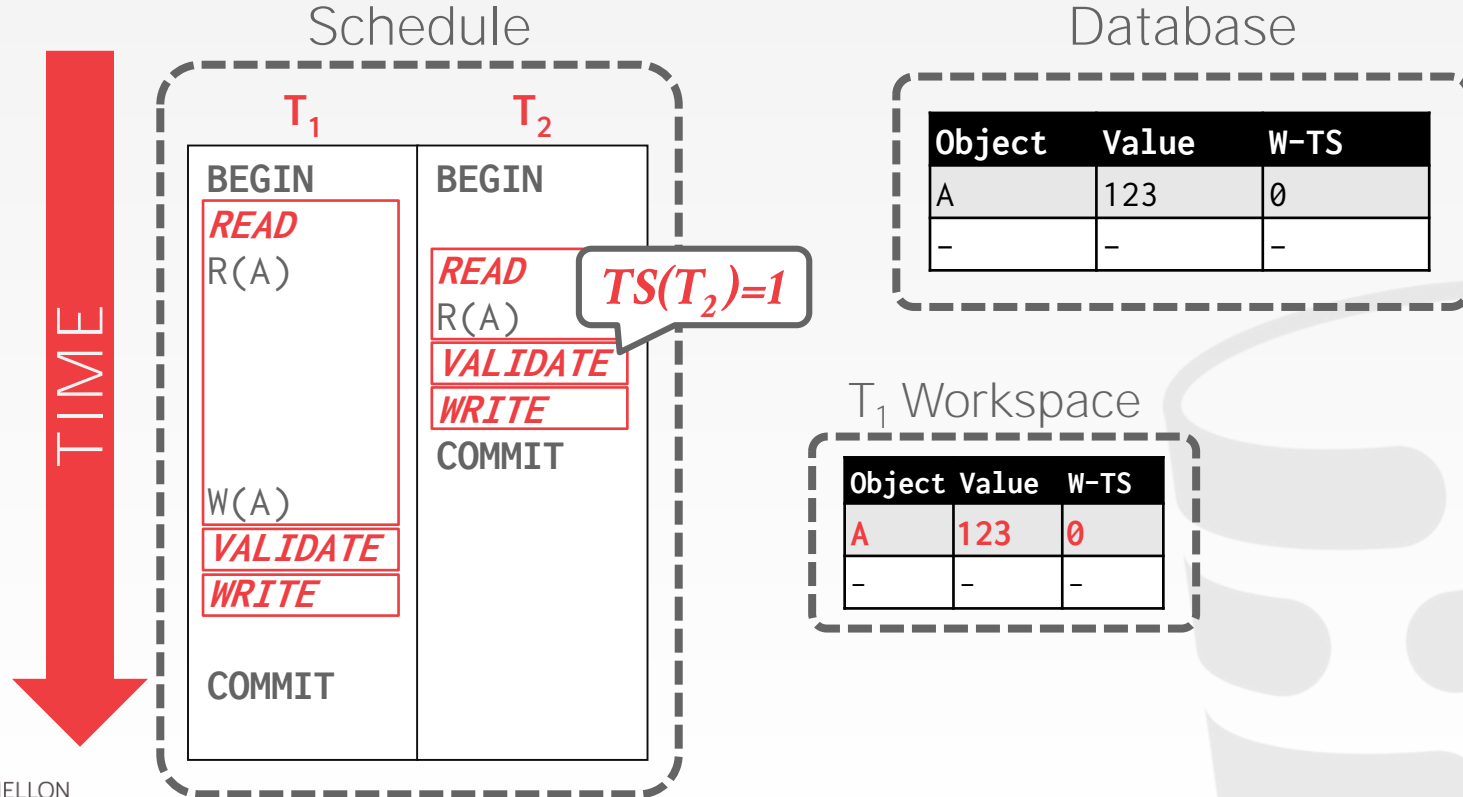 Schedule
TIME
T₁ T₂
BEGIN BEGIN
READ
R(A) READ
R(A)
VALIDATE
WRITE
COMMIT
W(A)
VALIDATE
WRITE
COMMIT
TS(T₂)=1
Database
Object Value W-TS
A 123 0
– – –
T₁ Workspace
Object Value W-TS
A 123 0
– – –